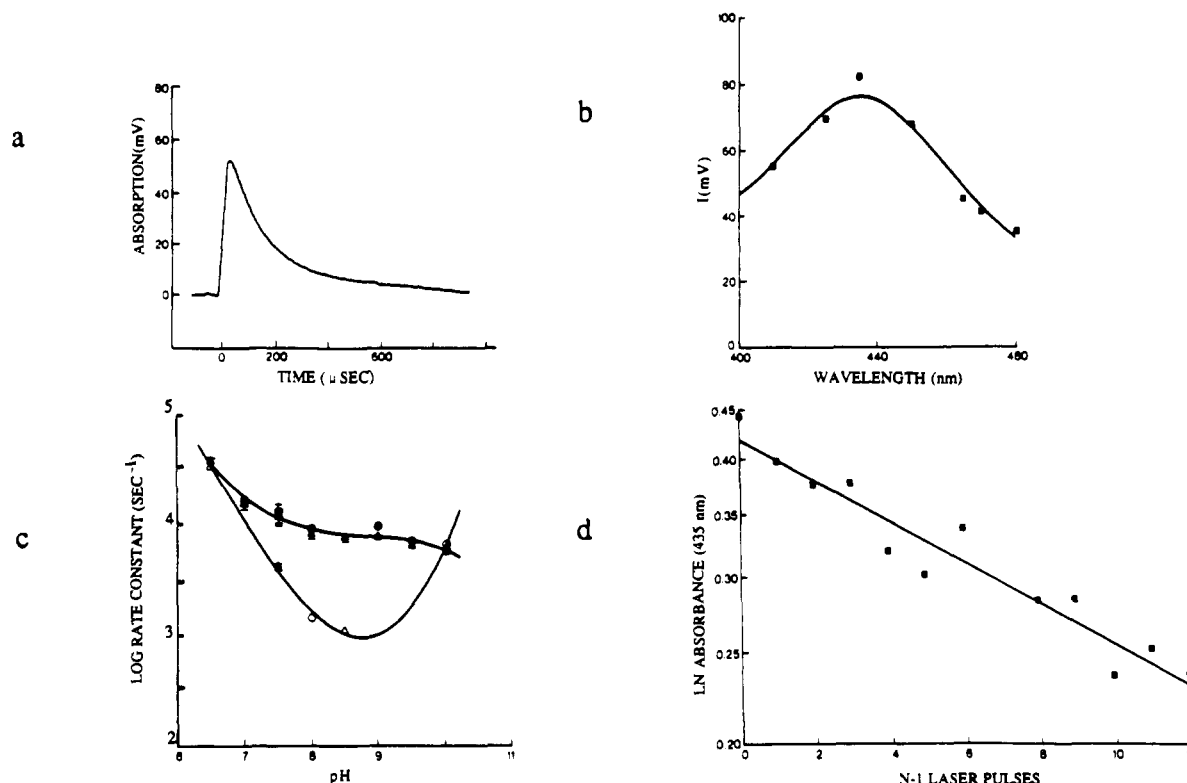 a
ABSORPTION(mV)
80
60
40
20
0
0 200 600
TIME ( μ SEC)
b
I(mV)
100
80
60
40
20
0
400 440 480
WAVELENGTH (nm)
c
LOG RATE CONSTANT (SEC⁻¹)
5
4
3
2
6 7 8 9 10 11
pH
d
LN ABSORBANCE (435 nm)
0.45
0.40
0.35
0.30
0.25
0.20
0 2 4 6 8 10
N-1 LASER PULSES